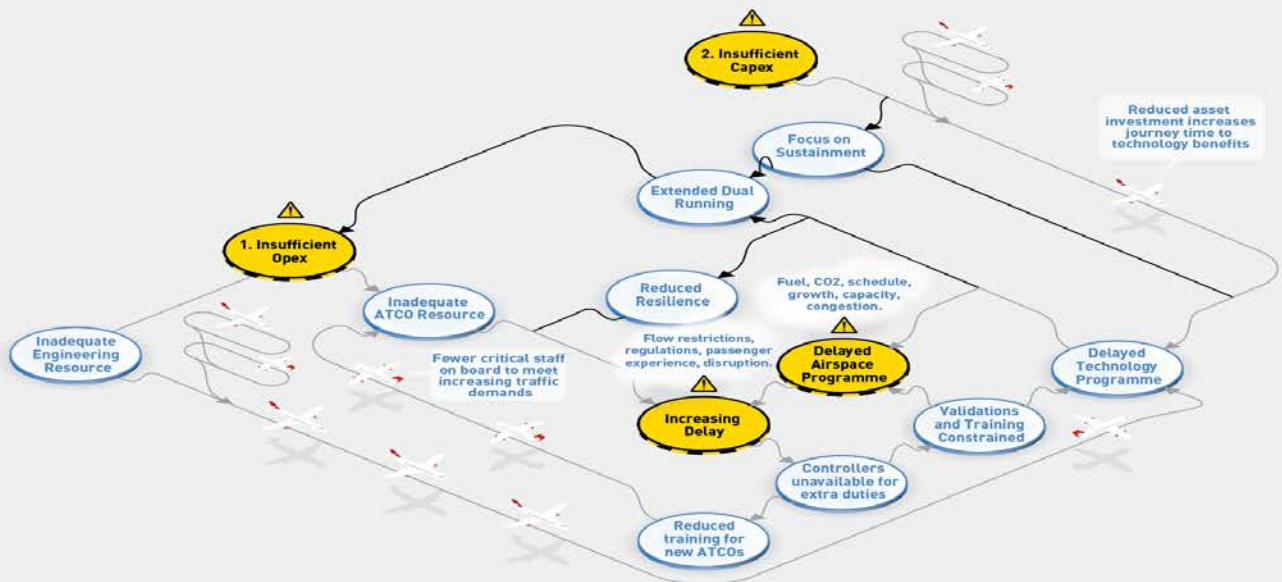 2. Insufficient
Capex
Reduced asset
investment increases
journey time to
technology benefits
Focus on
Sustainment
Extended Dual
Running
1. Insufficient
Opex
Reduced
Resilience
Fuel, CO2, schedule,
growth, capacity,
congestion.
Inadequate
ATCO Resource
Inadequate
Engineering
Resource
Flow restrictions,
regulations, passenger
experience, disruption.
Fewer critical staff
on board to meet
increasing traffic
demands
Delayed
Airspace
Programme
Delayed
Technology
Programme
Increasing
Delay
Validations
and Training
Constrained
Controllers
unavailable for
extra duties
Reduced
training for
new ATCOs